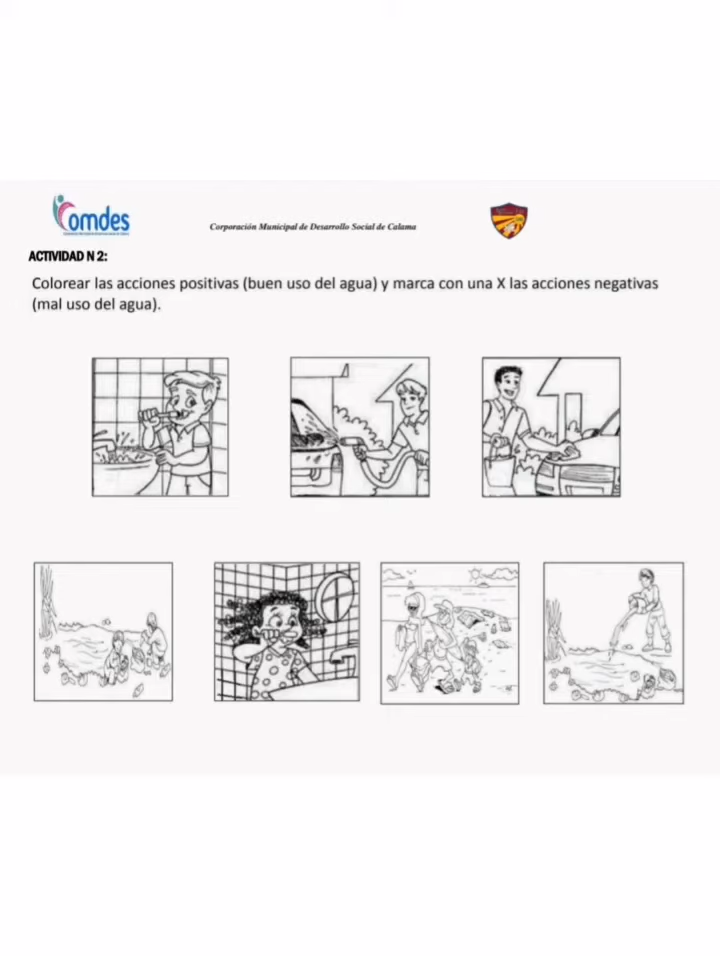 Comdes
Corporación Municipal de Desarrollo Social de Calama
ACTIVIDAD N 2:
Colorear las acciones positivas (buen uso del agua) y marca con una X las acciones negativas
(mal uso del agua).